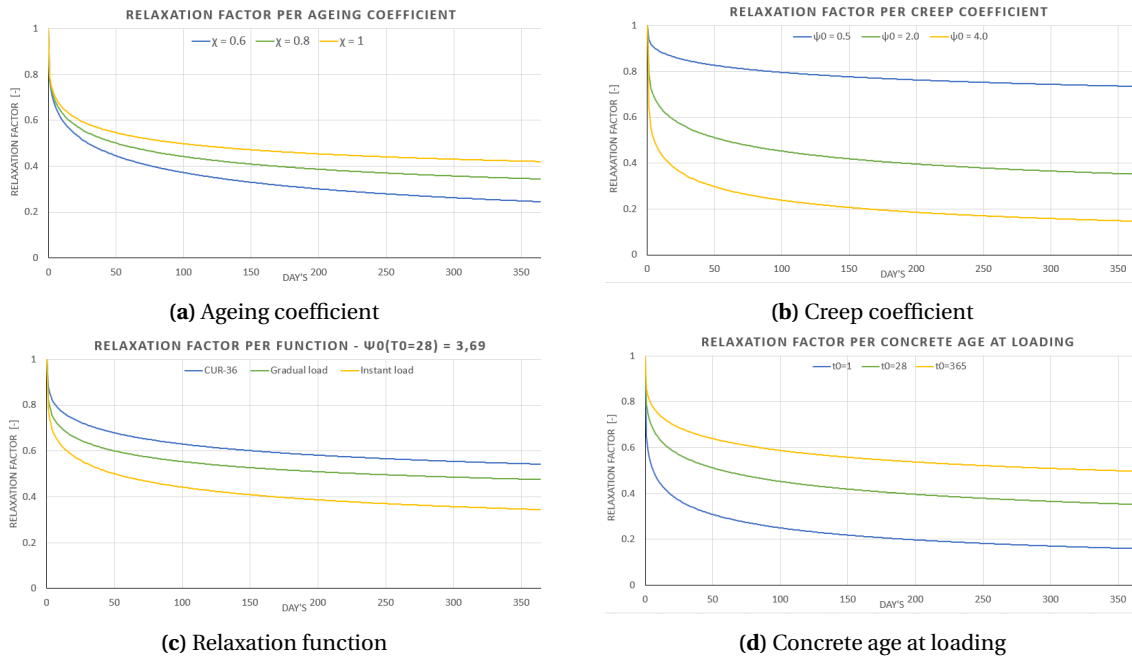 RELAXATION FACTOR PER AGEING COEFFICIENT
χ = 0.6 χ = 0.8 χ = 1
RELAXATION FACTOR [-]
1
0.8
0.6
0.4
0.2
0
0 50 100 150 200 250 300 350
DAY'S
(a) Ageing coefficient
RELAXATION FACTOR PER CREEP COEFFICIENT
ψ0 = 0.5 ψ0 = 2.0 ψ0 = 4.0
RELAXATION FACTOR [-]
1
0.8
0.6
0.4
0.2
0
0 50 100 150 200 250 300 350
DAY'S
(b) Creep coefficient
RELAXATION FACTOR PER FUNCTION - Ψ0(T0=28) = 3,69
CUR-36 Gradual load Instant load
RELAXATION FACTOR [-]
1
0.8
0.6
0.4
0.2
0
0 50 100 150 200 250 300 350
DAY'S
(c) Relaxation function
RELAXATION FACTOR PER CONCRETE AGE AT LOADING
t0=1 t0=28 t0=365
RELAXATION FACTOR [-]
1
0.8
0.6
0.4
0.2
0
0 50 100 150 200 250 300 350
DAY'S
(d) Concrete age at loading